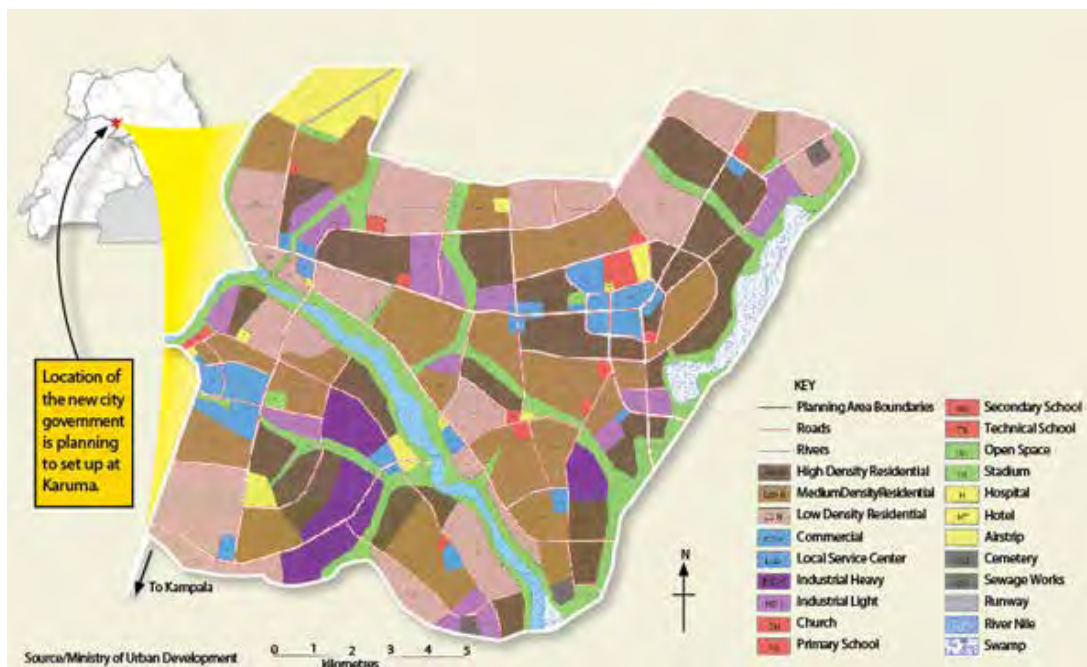 Location of
the new city
government
is planning
to set up at
Karuma.
To Kampala
N
Source/Ministry of Urban Development
0 1 2 3 4 5
kilometres
KEY
Planning Area Boundaries
Roads
Rivers
High Density Residential
MediumDensityResidential
Low Density Residential
Commercial
Local Service Center
Industrial Heavy
Industrial Light
Church
Primary School
Secondary School
Technical School
Open Space
Stadium
Hospital
Hotel
Airstrip
Cemetery
Sewage Works
Runway
River Nile
Swamp